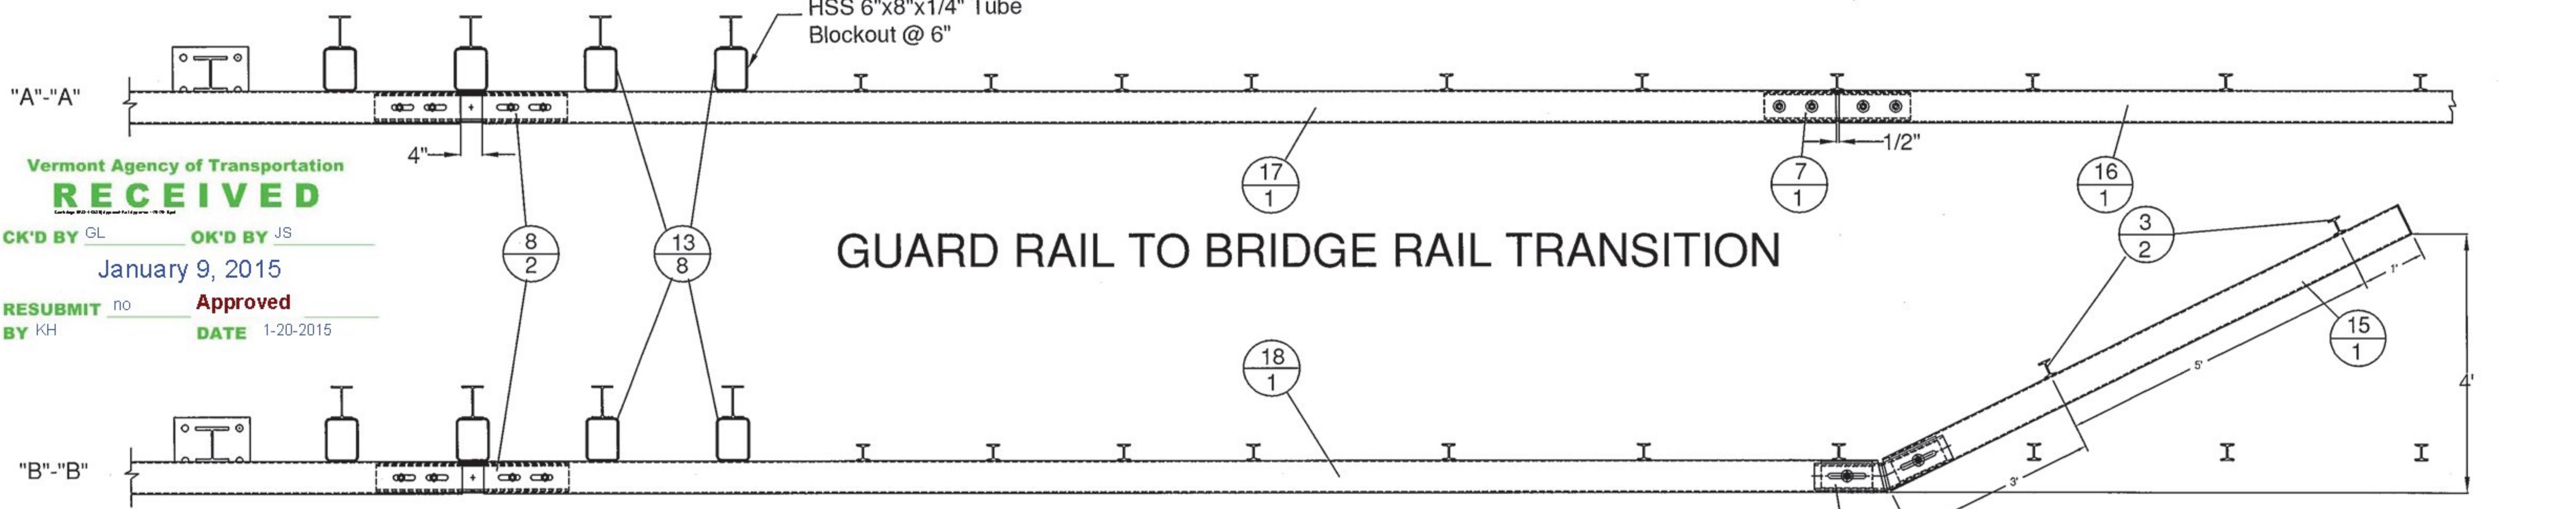 HSS 6"x8"x1/4" Tube
Blockout @ 6"
"A"-"A"
4"
1/2"
17
1
7
1
16
1
Vermont Agency of Transportation
RECEIVED
CK'D BY GL OK'D BY JS
January 9, 2015
RESUBMIT no Approved
BY KH DATE 1-20-2015
8
2
13
8
GUARD RAIL TO BRIDGE RAIL TRANSITION
3
2
1'
15
1
5'
4'
18
1
3'
"B"-"B"